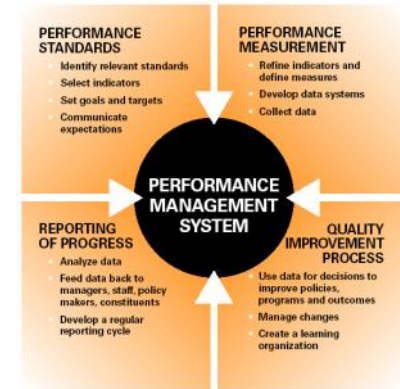 PERFORMANCE
STANDARDS
Identify relevant standards
Select indicators
Set goals and targets
Communicate
expectations
PERFORMANCE
MEASUREMENT
Refine indicators and
define measures
Develop data systems
Collect data
PERFORMANCE
MANAGEMENT
SYSTEM
REPORTING
OF PROGRESS
Analyze data
Feed data back to
managers, staff, policy
makers, constituents
Develop a regular
reporting cycle
QUALITY
IMPROVEMENT
PROCESS
Use data for decisions to
improve policies,
programs and outcomes
Manage changes
Create a learning
organization